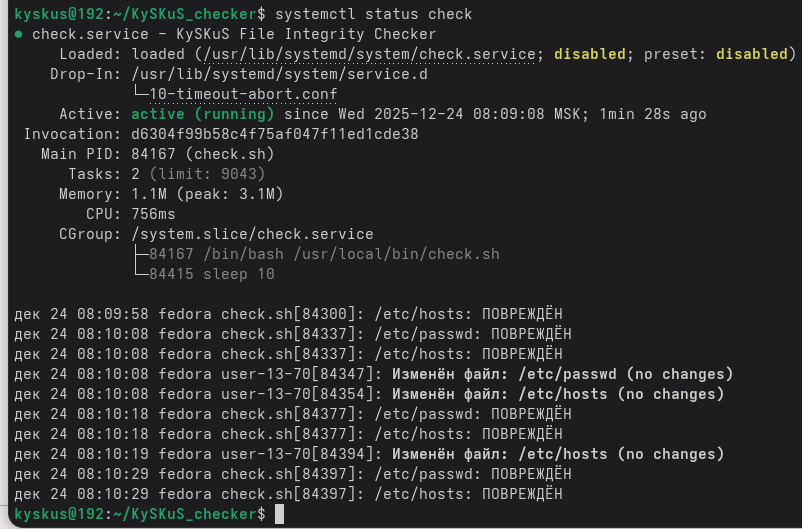 kyskus@192:~/KySKuS_checker$ systemctl status check
● check.service - KySKuS File Integrity Checker
Loaded: loaded (/usr/lib/systemd/system/check.service; disabled; preset: disabled)
Drop-In: /usr/lib/systemd/system/service.d
└─10-timeout-abort.conf
Active: active (running) since Wed 2025-12-24 08:09:08 MSK; 1min 28s ago
Invocation: d6304f99b58c4f75af047f11ed1cde38
Main PID: 84167 (check.sh)
Tasks: 2 (limit: 9043)
Memory: 1.1M (peak: 3.1M)
CPU: 756ms
CGroup: /system.slice/check.service
├─84167 /bin/bash /usr/local/bin/check.sh
└─84415 sleep 10
дек 24 08:09:58 fedora check.sh[84300]: /etc/hosts: ПОВРЕЖДЁН
дек 24 08:10:08 fedora check.sh[84337]: /etc/passwd: ПОВРЕЖДЁН
дек 24 08:10:08 fedora check.sh[84337]: /etc/hosts: ПОВРЕЖДЁН
дек 24 08:10:08 fedora user-13-70[84347]: Изменён файл: /etc/passwd (no changes)
дек 24 08:10:08 fedora user-13-70[84354]: Изменён файл: /etc/hosts (no changes)
дек 24 08:10:18 fedora check.sh[84377]: /etc/passwd: ПОВРЕЖДЁН
дек 24 08:10:18 fedora check.sh[84377]: /etc/hosts: ПОВРЕЖДЁН
дек 24 08:10:19 fedora user-13-70[84394]: Изменён файл: /etc/hosts (no changes)
дек 24 08:10:29 fedora check.sh[84397]: /etc/passwd: ПОВРЕЖДЁН
дек 24 08:10:29 fedora check.sh[84397]: /etc/hosts: ПОВРЕЖДЁН
kyskus@192:~/KySKuS_checker$